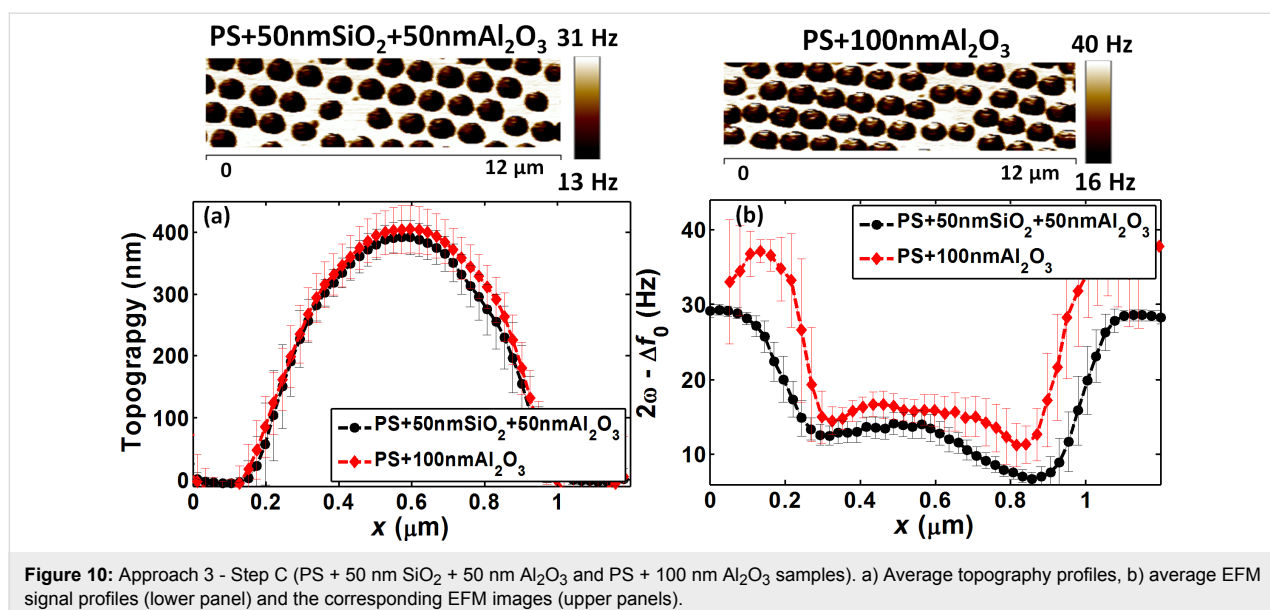 PS+50nmSiO₂+50nmAl₂O₃ 31 Hz
0 12 µm
13 Hz
PS+100nmAl₂O₃ 40 Hz
0 12 µm
16 Hz
(a)
Topograpgy (nm)
400
300
200
100
0
PS+50nmSiO₂+50nmAl₂O₃
PS+100nmAl₂O₃
0 0.2 0.4 0.6 0.8 1
x (µm)
(b)
2ω - Δf₀ (Hz)
40
30
20
10
PS+50nmSiO₂+50nmAl₂O₃
PS+100nmAl₂O₃
0 0.2 0.4 0.6 0.8 1
x (µm)
Figure 10: Approach 3 - Step C (PS + 50 nm SiO₂ + 50 nm Al₂O₃ and PS + 100 nm Al₂O₃ samples). a) Average topography profiles, b) average EFM
signal profiles (lower panel) and the corresponding EFM images (upper panels).